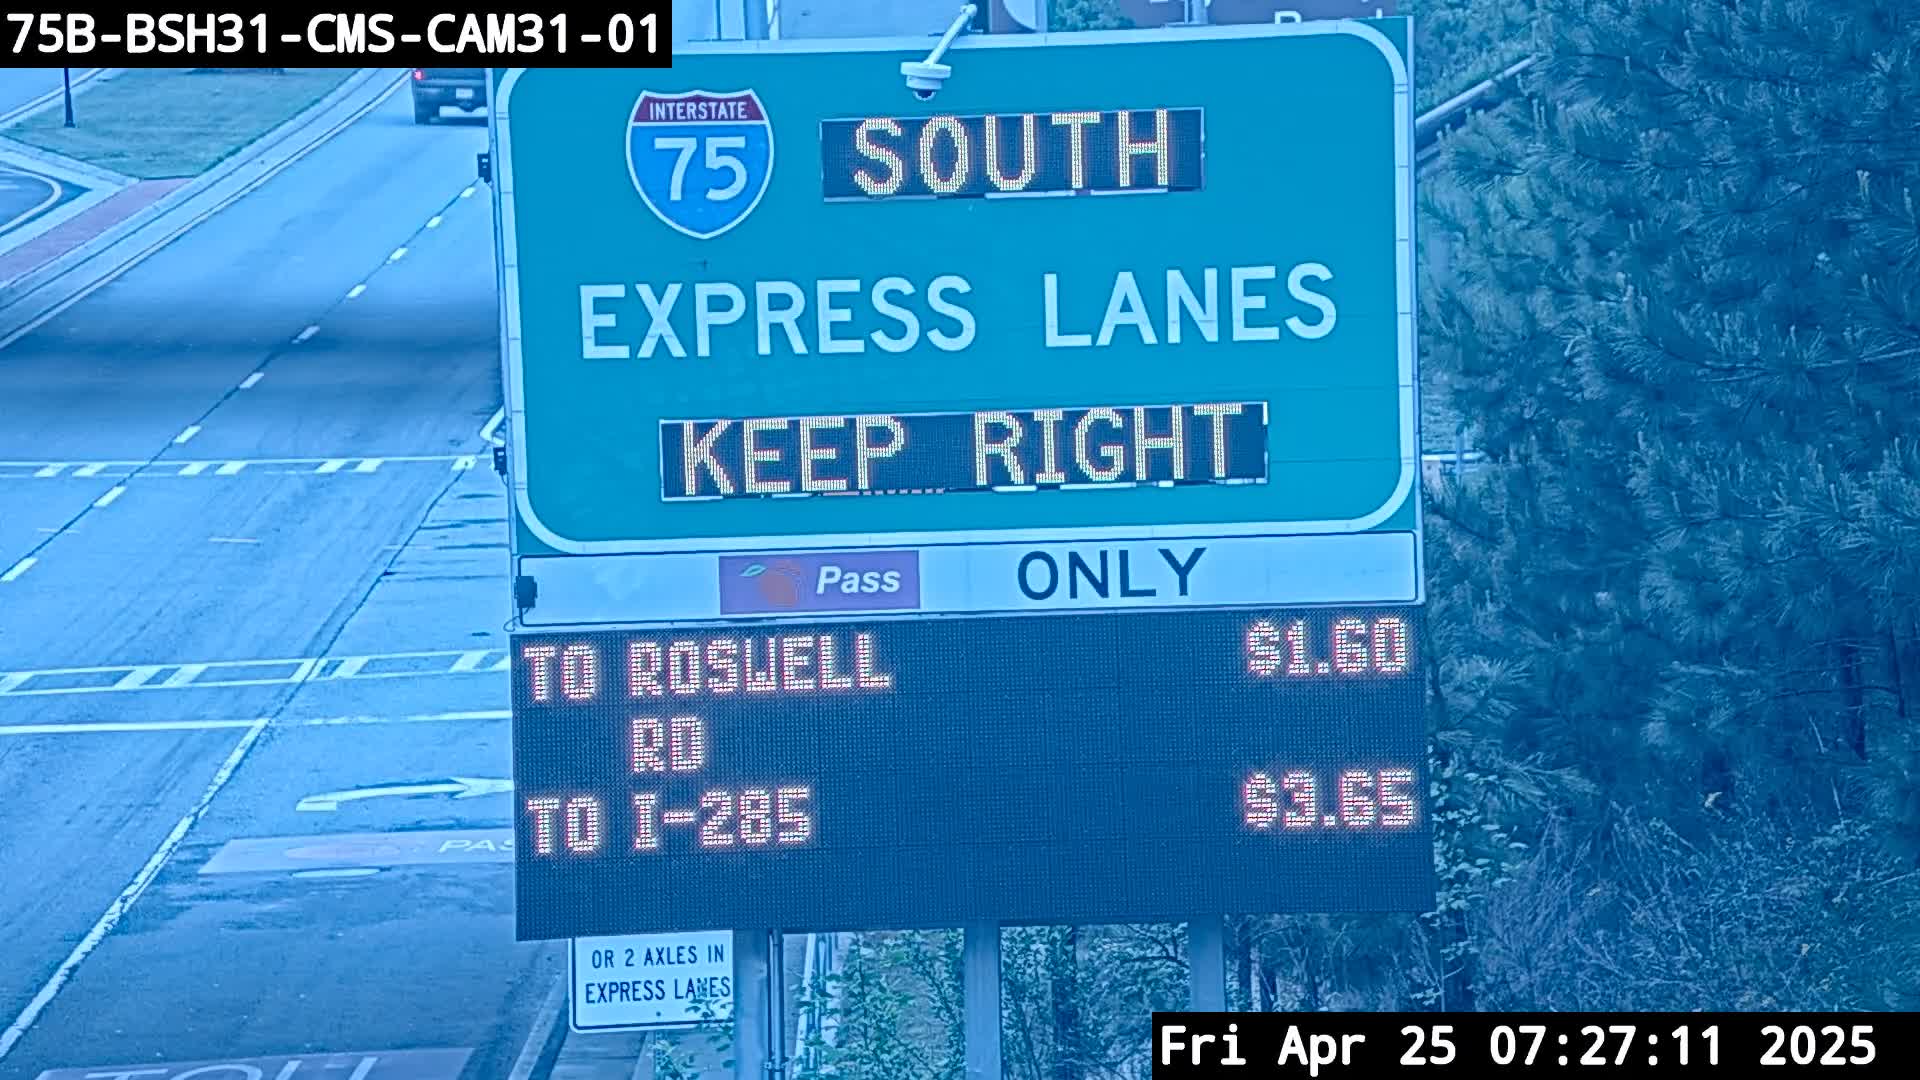 75B-BSH31-CMS-CAM31-01
INTERSTATE
75
SOUTH
EXPRESS LANES
KEEP RIGHT
Pass ONLY
TO ROSWELL $1.60
RD
TO I-285 $3.65
OR 2 AXLES IN
EXPRESS LANES
Fri Apr 25 07:27:11 2025